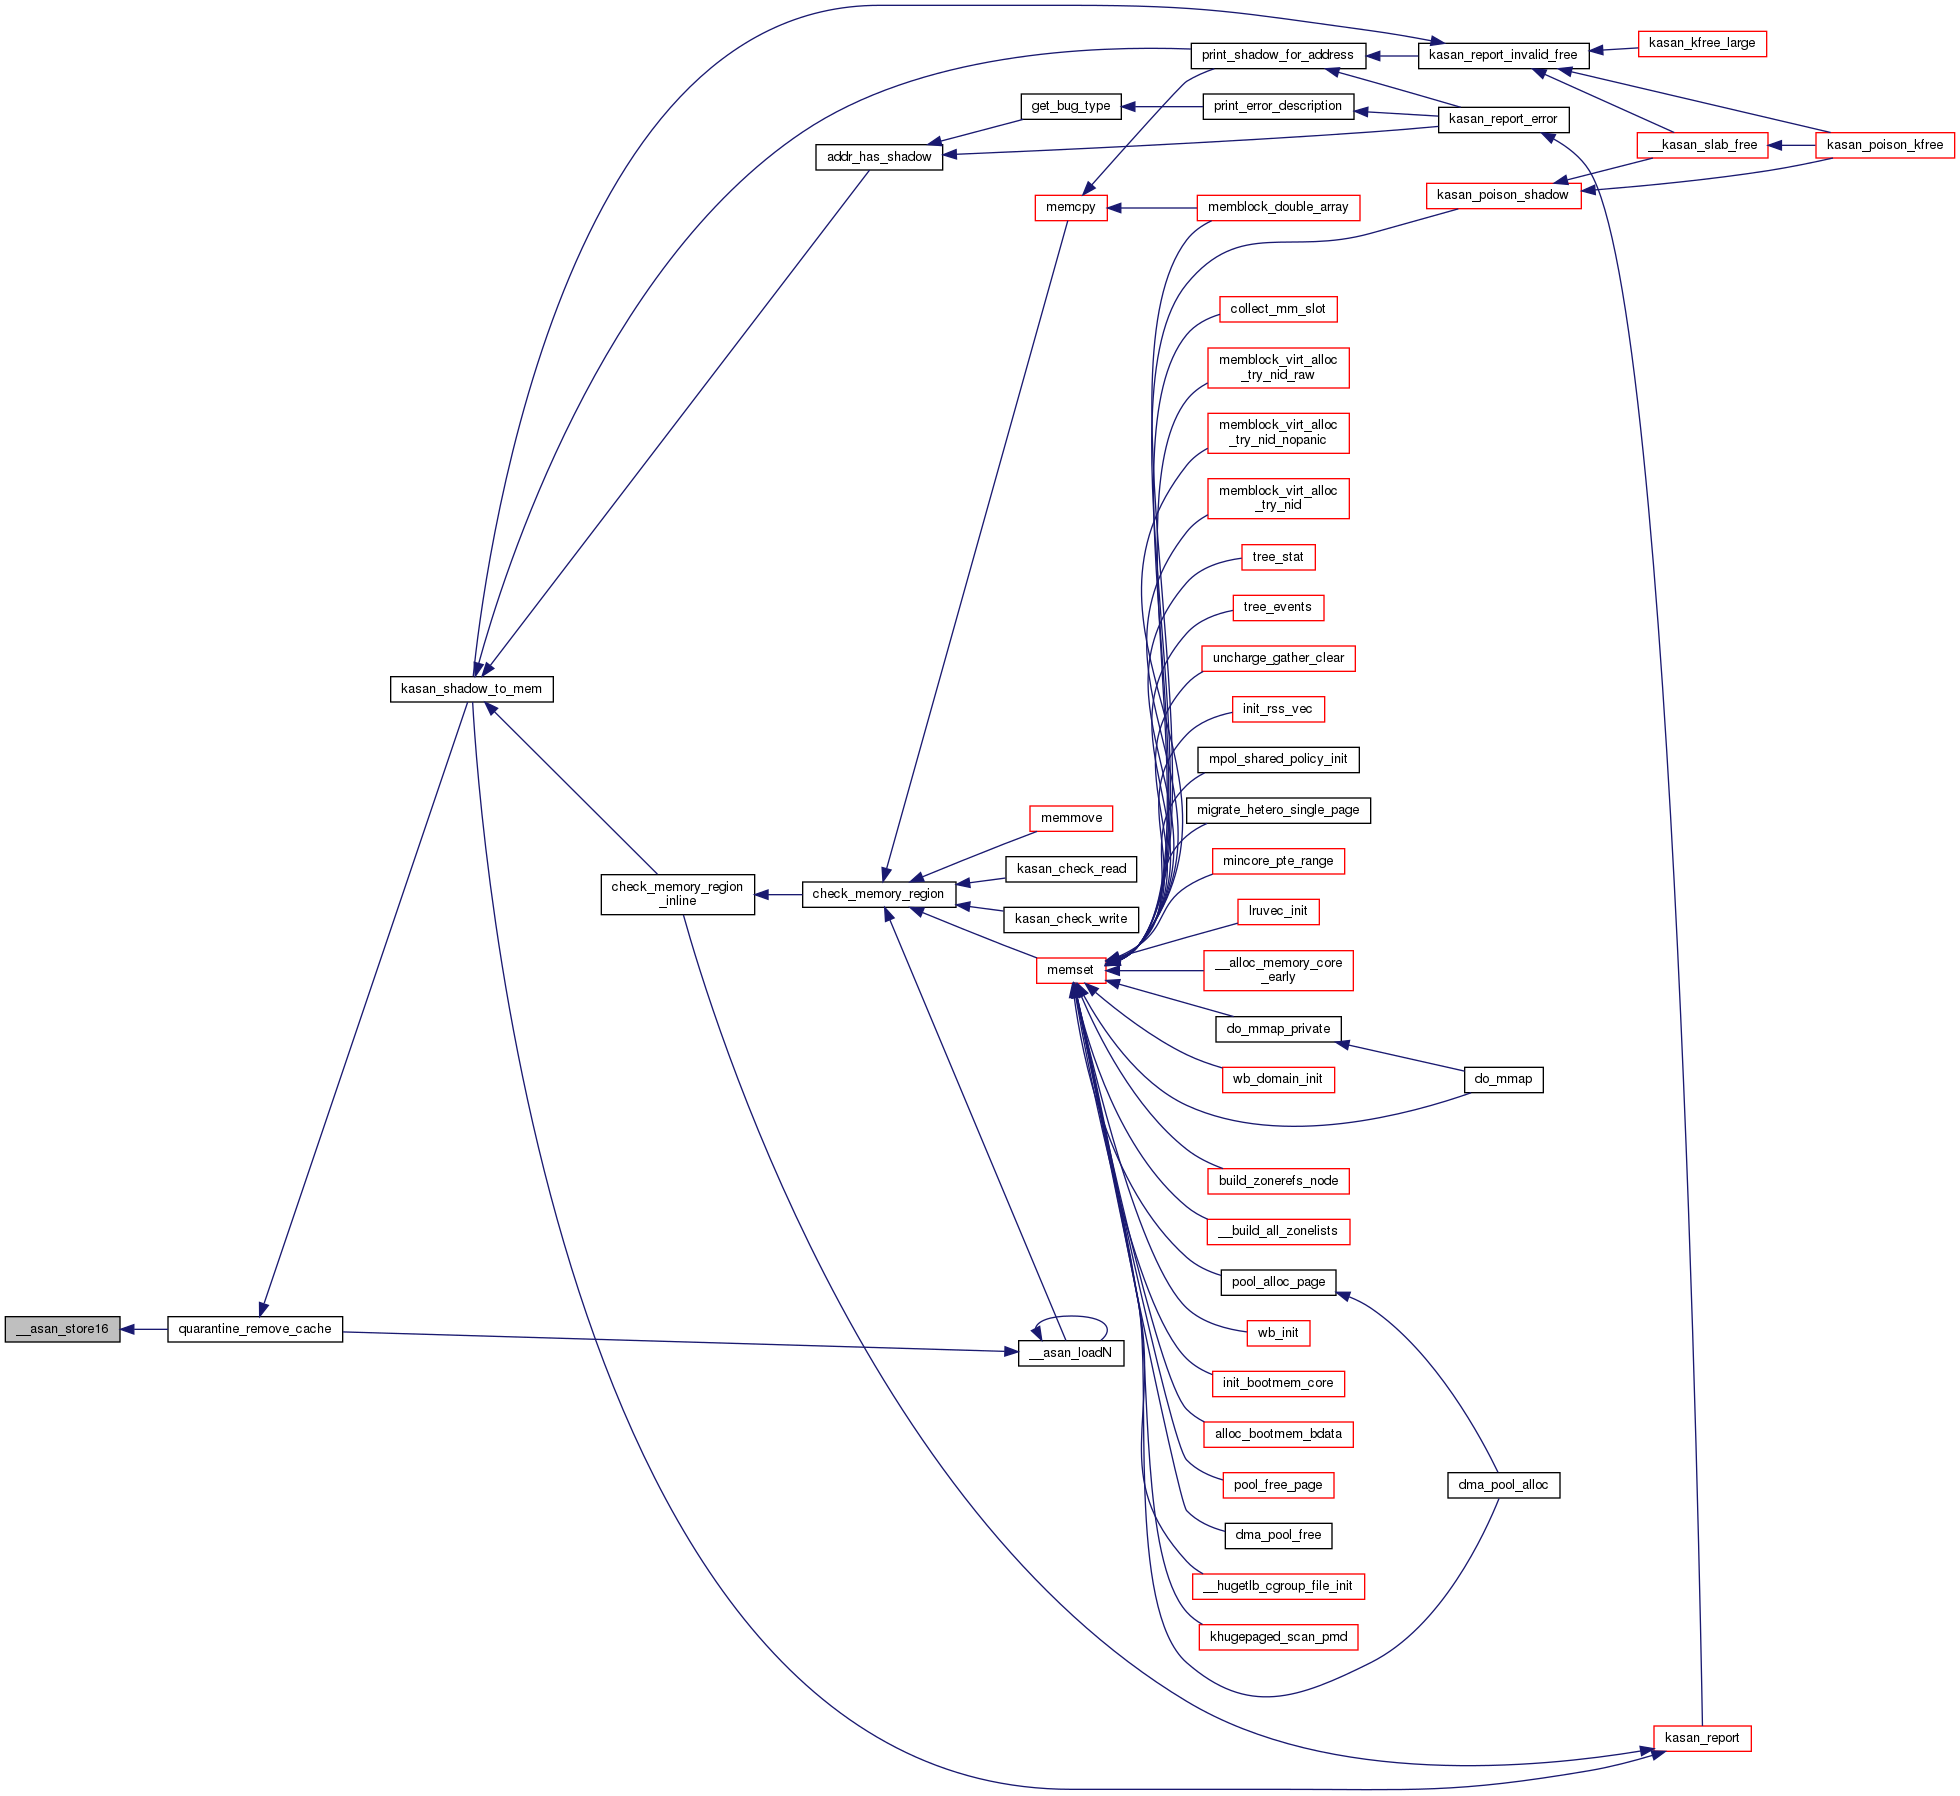 kasan_kfree_large
print_shadow_for_address
kasan_report_invalid_free
get_bug_type
print_error_description
kasan_report_error
addr_has_shadow
__kasan_slab_free
kasan_poison_kfree
kasan_poison_shadow
memcpy
memblock_double_array
collect_mm_slot
memblock_virt_alloc
_try_nid_raw
memblock_virt_alloc
_try_nid_nopanic
memblock_virt_alloc
_try_nid
tree_stat
tree_events
uncharge_gather_clear
kasan_shadow_to_mem
init_rss_vec
mpol_shared_policy_init
migrate_hetero_single_page
memmove
mincore_pte_range
kasan_check_read
check_memory_region
_inline
check_memory_region
lruvec_init
kasan_check_write
memset
__alloc_memory_core
_early
do_mmap_private
wb_domain_init
do_mmap
build_zonerefs_node
__build_all_zonelists
pool_alloc_page
__asan_store16
quarantine_remove_cache
wb_init
__asan_loadN
init_bootmem_core
alloc_bootmem_bdata
pool_free_page
dma_pool_alloc
dma_pool_free
__hugetlb_cgroup_file_init
khugepaged_scan_pmd
kasan_report